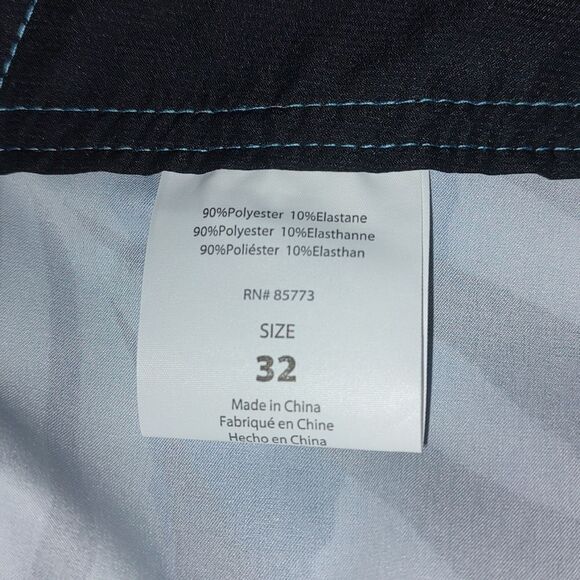 90%Polyester 10%Elastane
90%Polyester 10%Elasthanne
90%Poliéster 10%Elasthan
RN# 85773
SIZE
32
Made in China
Fabriqué en Chine
Hecho en China